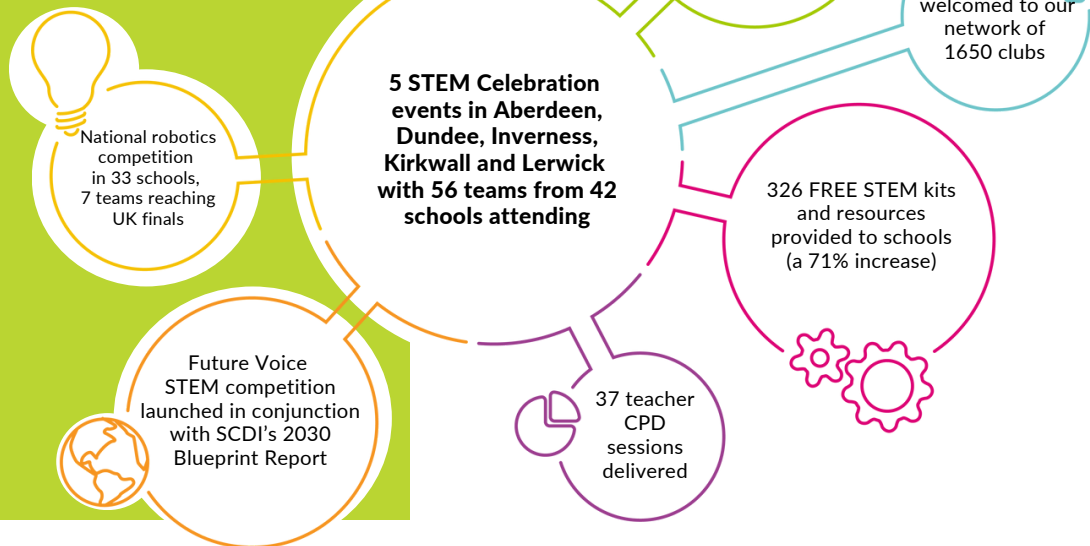 welcomed to our
network of
1650 clubs
5 STEM Celebration
events in Aberdeen,
Dundee, Inverness,
Kirkwall and Lerwick
with 56 teams from 42
schools attending
National robotics
competition
in 33 schools,
7 teams reaching
UK finals
326 FREE STEM kits
and resources
provided to schools
(a 71% increase)
Future Voice
STEM competition
launched in conjunction
with SCDI’s 2030
Blueprint Report
37 teacher
CPD
sessions
delivered